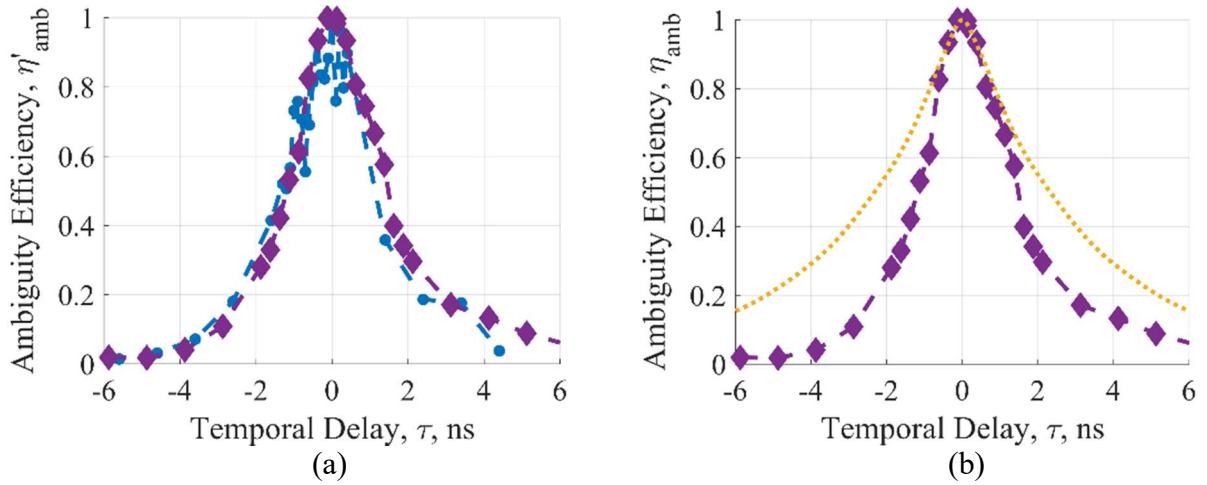 Ambiguity Efficiency, η'amb
1
0.8
0.6
0.4
0.2
0
-6 -4 -2 0 2 4 6
Temporal Delay, τ, ns
(a)
Ambiguity Efficiency, ηamb
1
0.8
0.6
0.4
0.2
0
-6 -4 -2 0 2 4 6
Temporal Delay, τ, ns
(b)